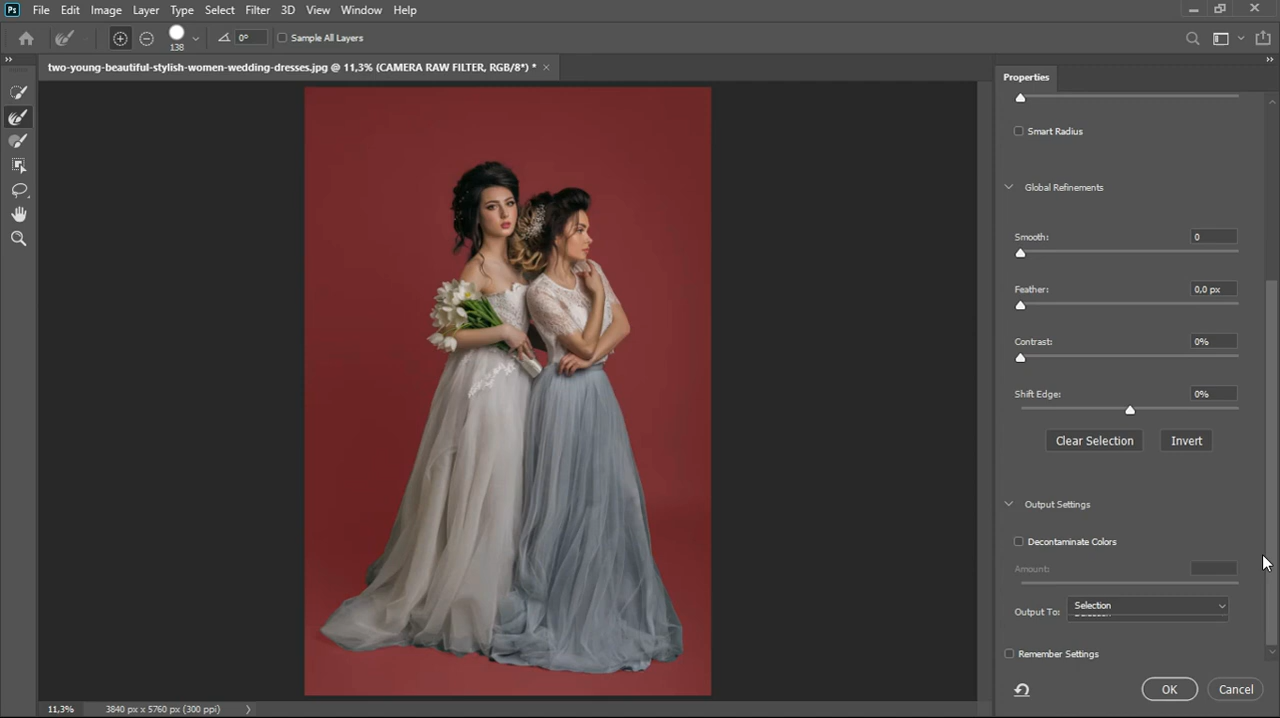 Ps File Edit Image Layer Type Select Filter 3D View Window Help
138 0° Sample All Layers
two-young-beautiful-stylish-women-wedding-dresses.jpg @ 11,3% (CAMERA RAW FILTER, RGB/8*) *
Properties
Smart Radius
Global Refinements
Smooth: 0
Feather: 0,0 px
Contrast: 0%
Shift Edge: 0%
Clear Selection Invert
Output Settings
Decontaminate Colors
Amount:
Output To: Selection
Remember Settings
OK Cancel
11,3% 3840 px x 5760 px (300 ppi)